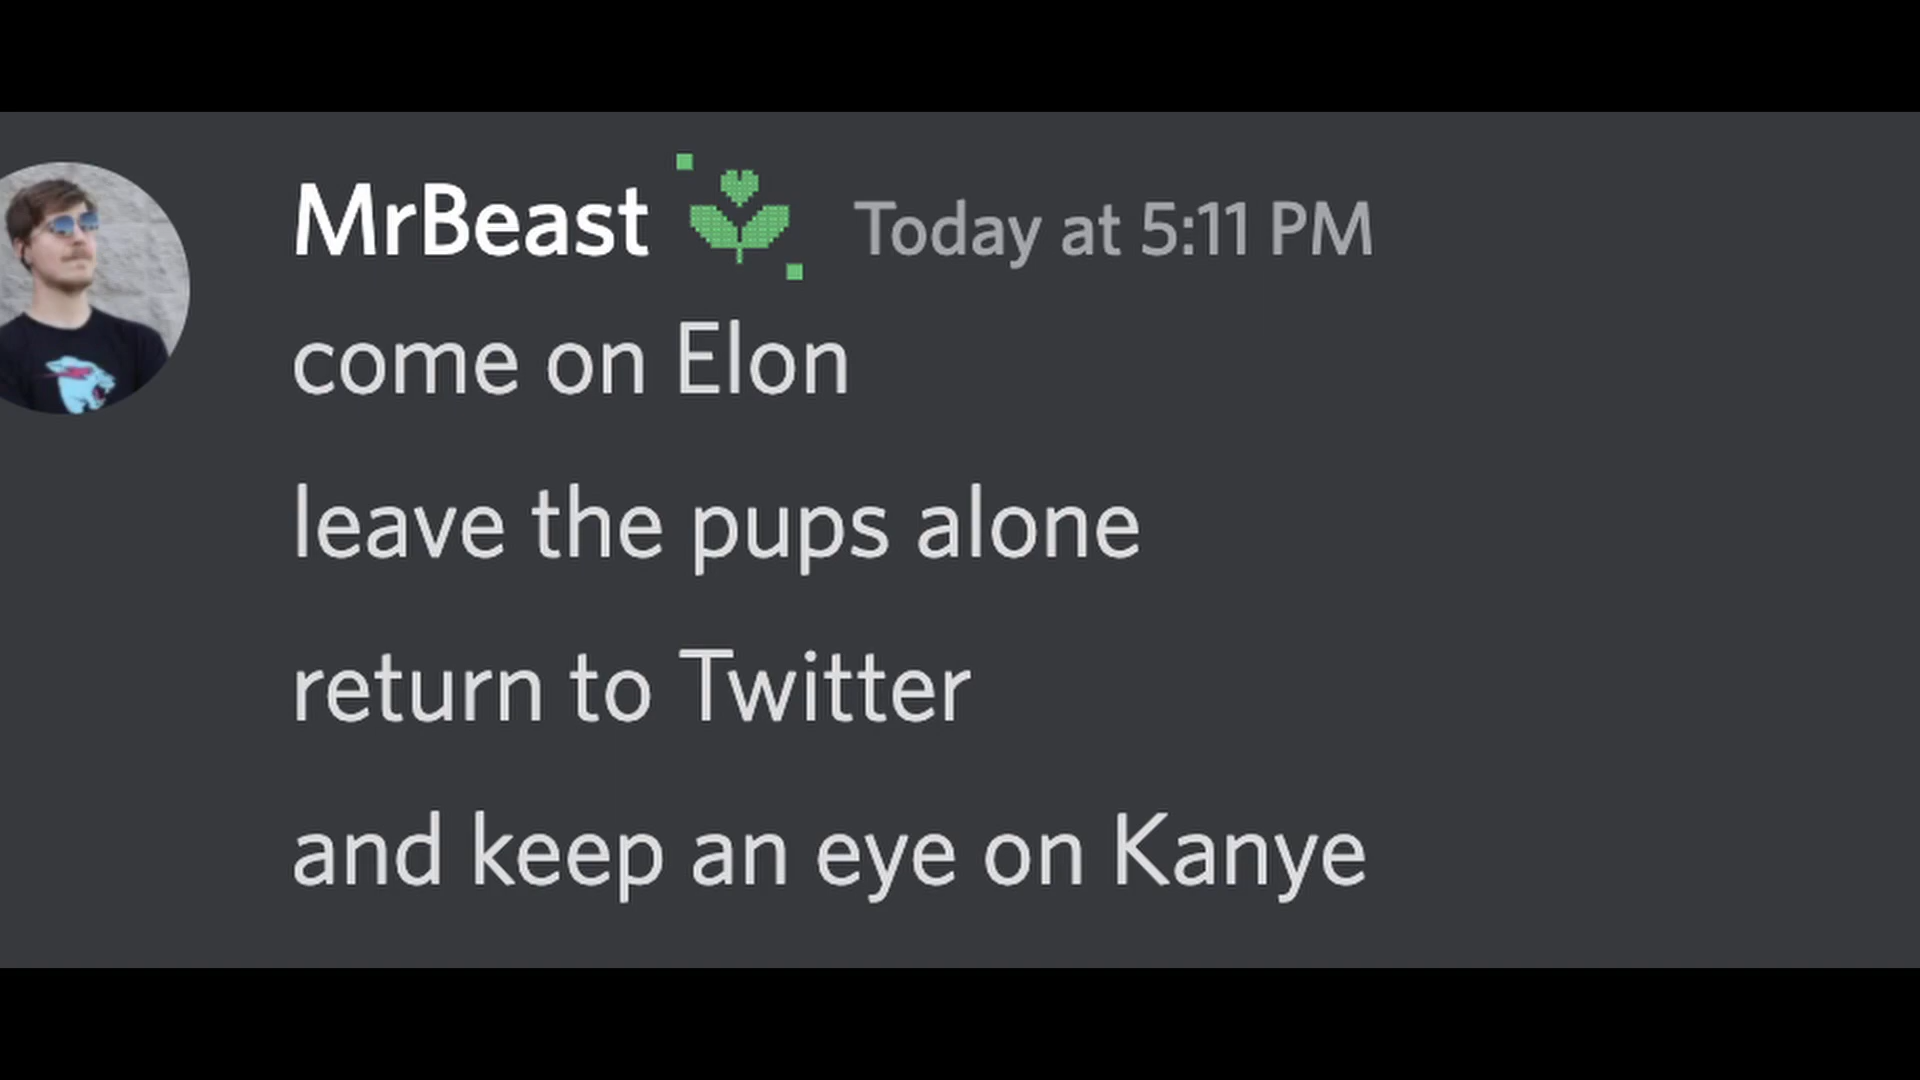 MrBeast Today at 5:11 PM
come on Elon
leave the pups alone
return to Twitter
and keep an eye on Kanye